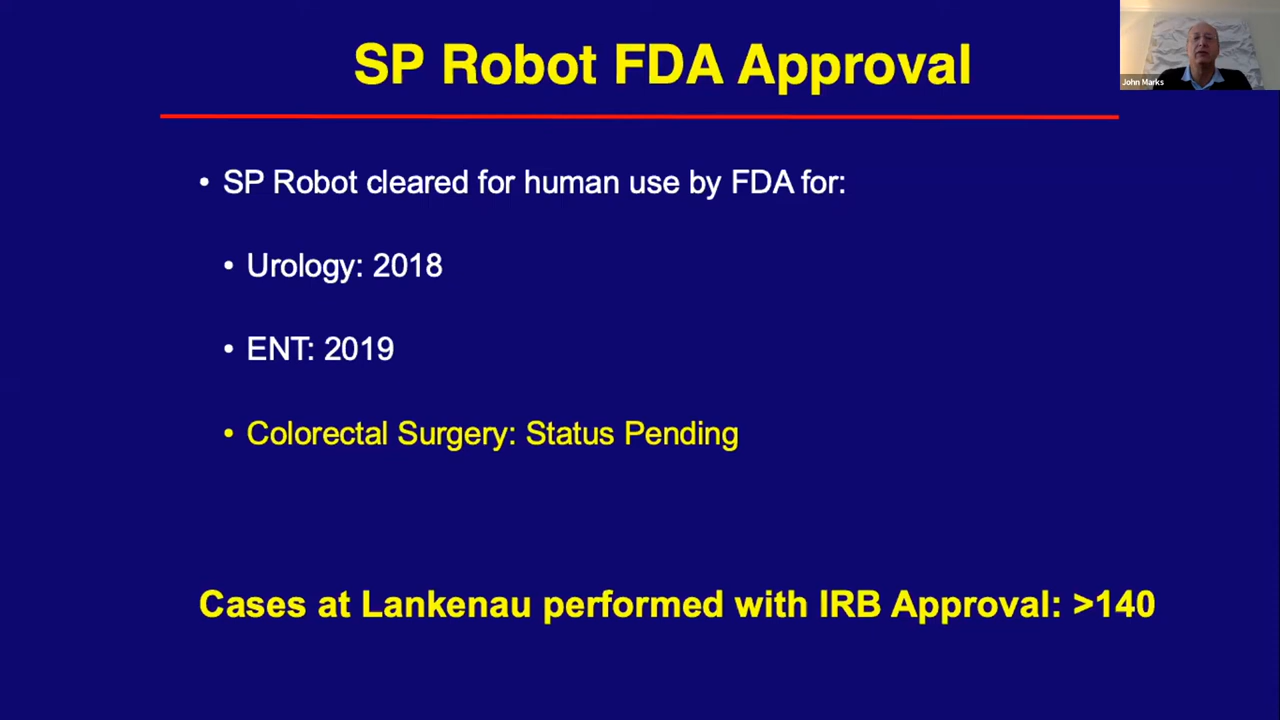 SP Robot FDA Approval
John Marks
• SP Robot cleared for human use by FDA for:
• Urology: 2018
• ENT: 2019
• Colorectal Surgery: Status Pending
Cases at Lankenau performed with IRB Approval: >140